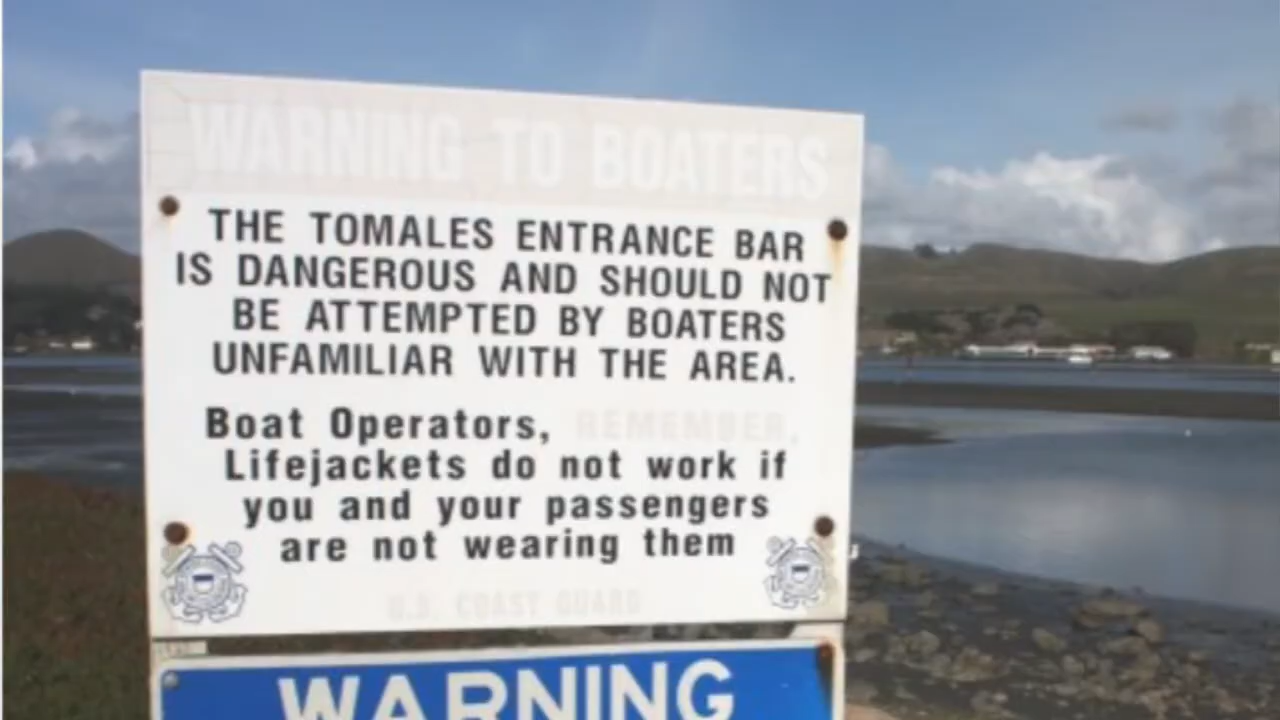 WARNING TO BOATERS
THE TOMALES ENTRANCE BAR
IS DANGEROUS AND SHOULD NOT
BE ATTEMPTED BY BOATERS
UNFAMILIAR WITH THE AREA.
Boat Operators, REMEMBER,
Lifejackets do not work if
you and your passengers
are not wearing them
U.S. COAST GUARD
WARNING